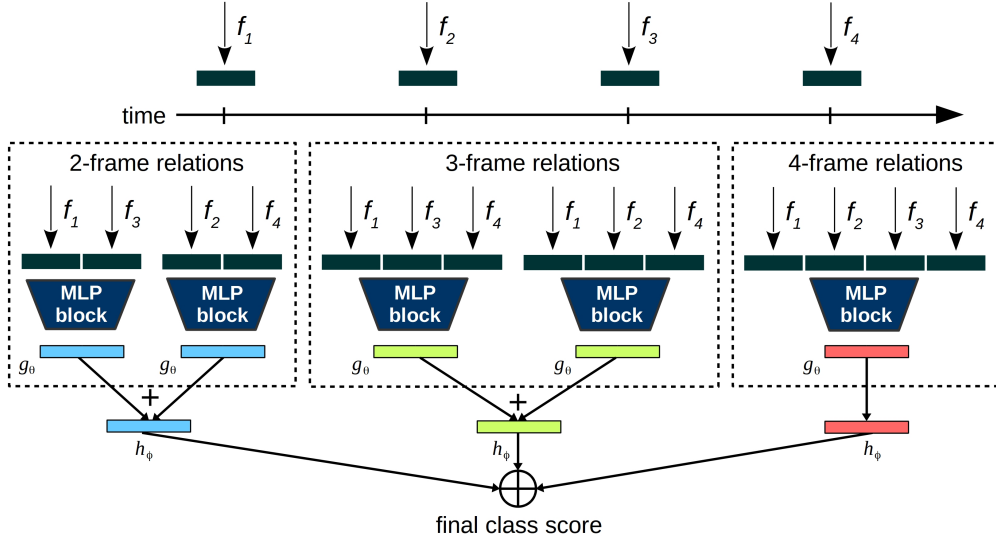 f1 f2 f3 f4
time
2-frame relations 3-frame relations 4-frame relations
f1 f3 f2 f4 f1 f3 f4 f1 f2 f4 f1 f2 f3 f4
MLP block MLP block MLP block MLP block MLP block
gθ gθ gθ gθ gθ
+ +
hϕ hϕ hϕ
final class score